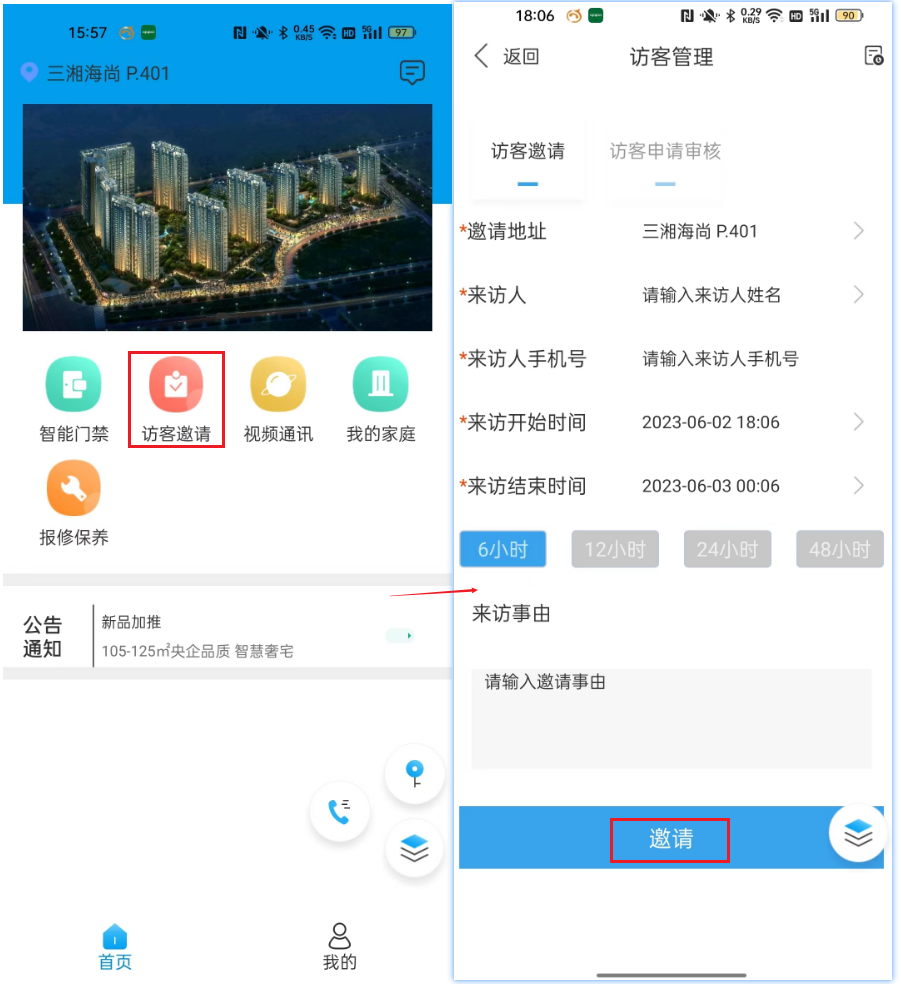 15:57
0.45
KB/S
HD
5G
97
三湘海尚 P.401
智能门禁
访客邀请
视频通讯
我的家庭
报修保养
公告
通知
新品加推
105-125㎡央企品质 智慧奢宅
首页
我的
18:06
0.29
KB/S
HD
5G
90
返回
访客管理
访客邀请
访客申请审核
*邀请地址
三湘海尚 P.401
*来访人
请输入来访人姓名
*来访人手机号
请输入来访人手机号
*来访开始时间
2023-06-02 18:06
*来访结束时间
2023-06-03 00:06
6小时
12小时
24小时
48小时
来访事由
请输入邀请事由
邀请